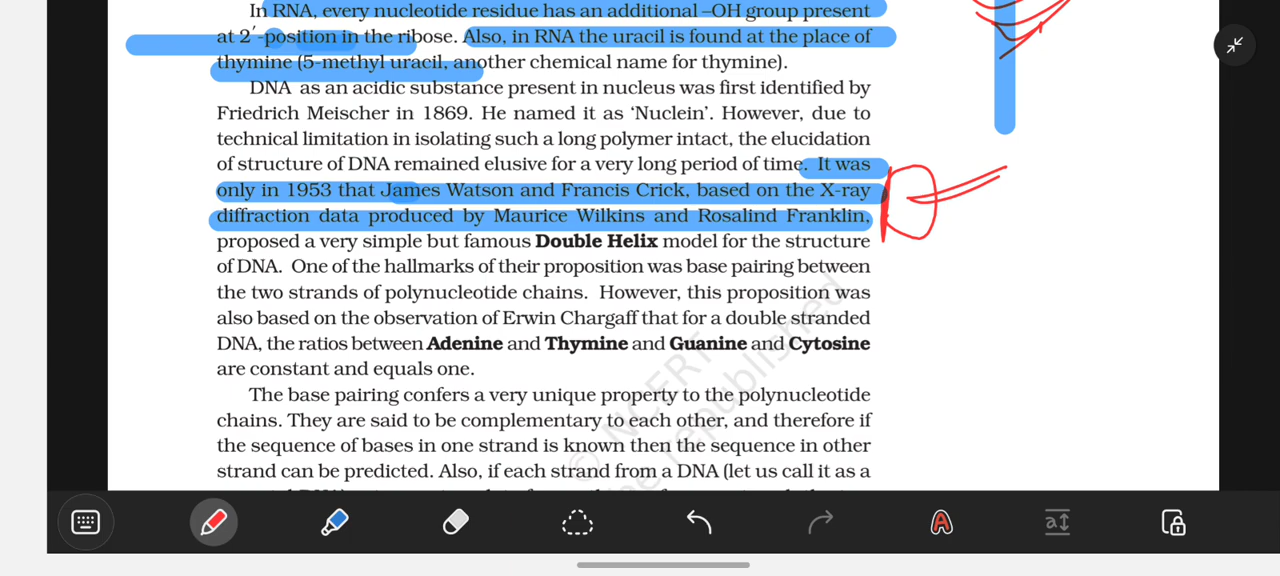 In RNA, every nucleotide residue has an additional –OH group present
at 2′-position in the ribose. Also, in RNA the uracil is found at the place of
thymine (5-methyl uracil, another chemical name for thymine).
DNA as an acidic substance present in nucleus was first identified by
Friedrich Meischer in 1869. He named it as ‘Nuclein’. However, due to
technical limitation in isolating such a long polymer intact, the elucidation
of structure of DNA remained elusive for a very long period of time. It was
only in 1953 that James Watson and Francis Crick, based on the X-ray
diffraction data produced by Maurice Wilkins and Rosalind Franklin,
proposed a very simple but famous Double Helix model for the structure
of DNA. One of the hallmarks of their proposition was base pairing between
the two strands of polynucleotide chains. However, this proposition was
also based on the observation of Erwin Chargaff that for a double stranded
DNA, the ratios between Adenine and Thymine and Guanine and Cytosine
are constant and equals one.
The base pairing confers a very unique property to the polynucleotide
chains. They are said to be complementary to each other, and therefore if
the sequence of bases in one strand is known then the sequence in other
strand can be predicted. Also, if each strand from a DNA (let us call it as a
© NCERT
republished
A
a